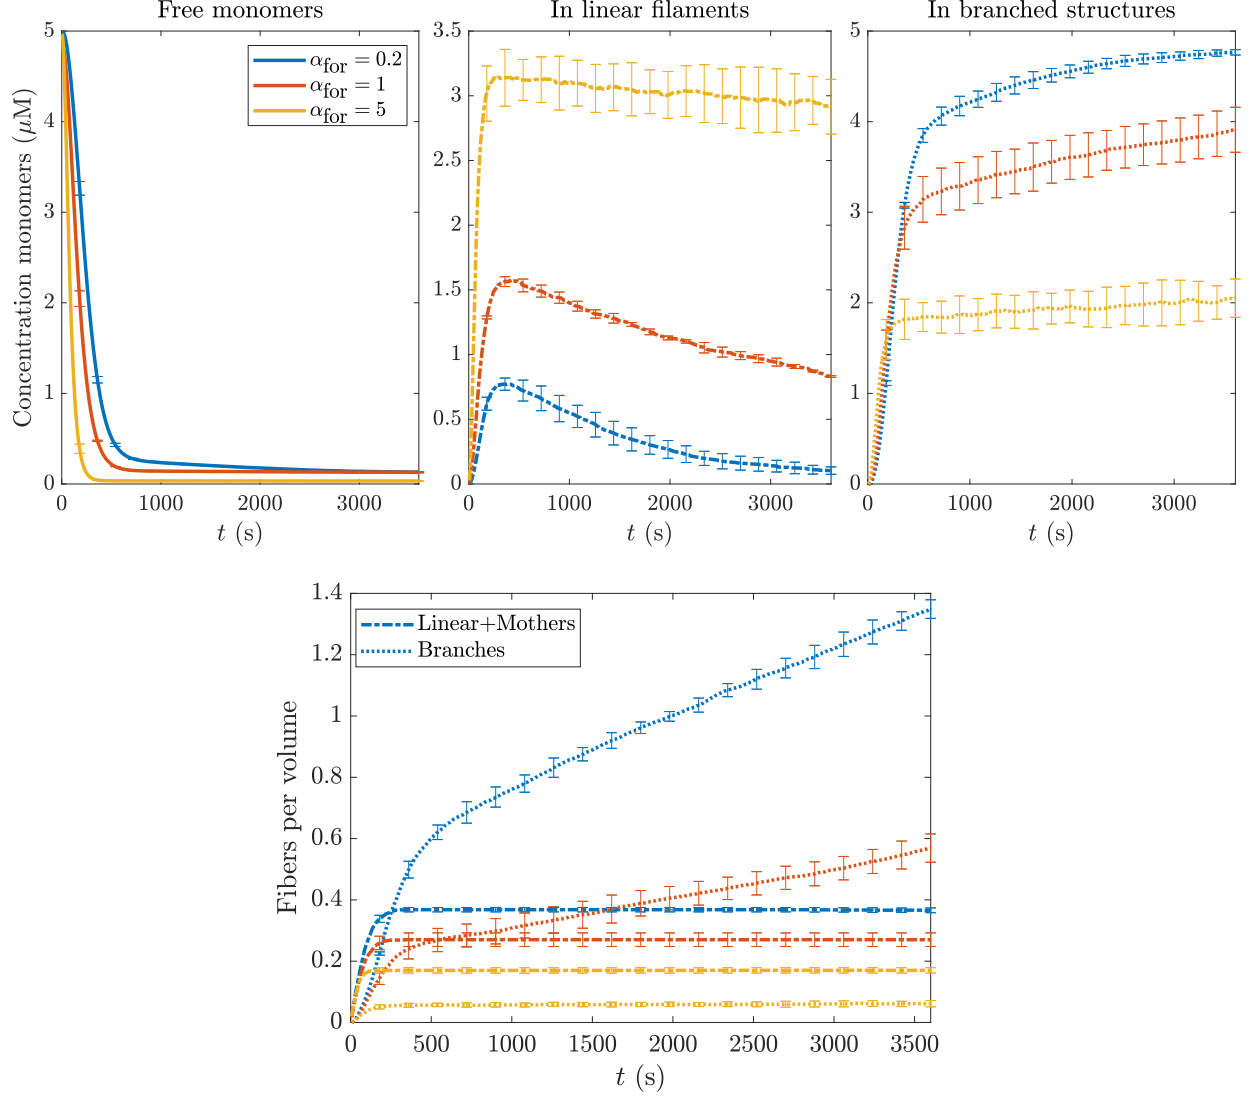 Free monomers
In linear filaments
In branched structures
Concentration monomers (μM)
5
4
3
2
1
0
α_for = 0.2
α_for = 1
α_for = 5
0 1000 2000 3000
t (s)
3.5
3
2.5
2
1.5
1
0.5
0
0 1000 2000 3000
t (s)
5
4
3
2
1
0
0 1000 2000 3000
t (s)
Fibers per volume
1.4
1.2
1
0.8
0.6
0.4
0.2
0
Linear+Mothers
Branches
0 500 1000 1500 2000 2500 3000 3500
t (s)